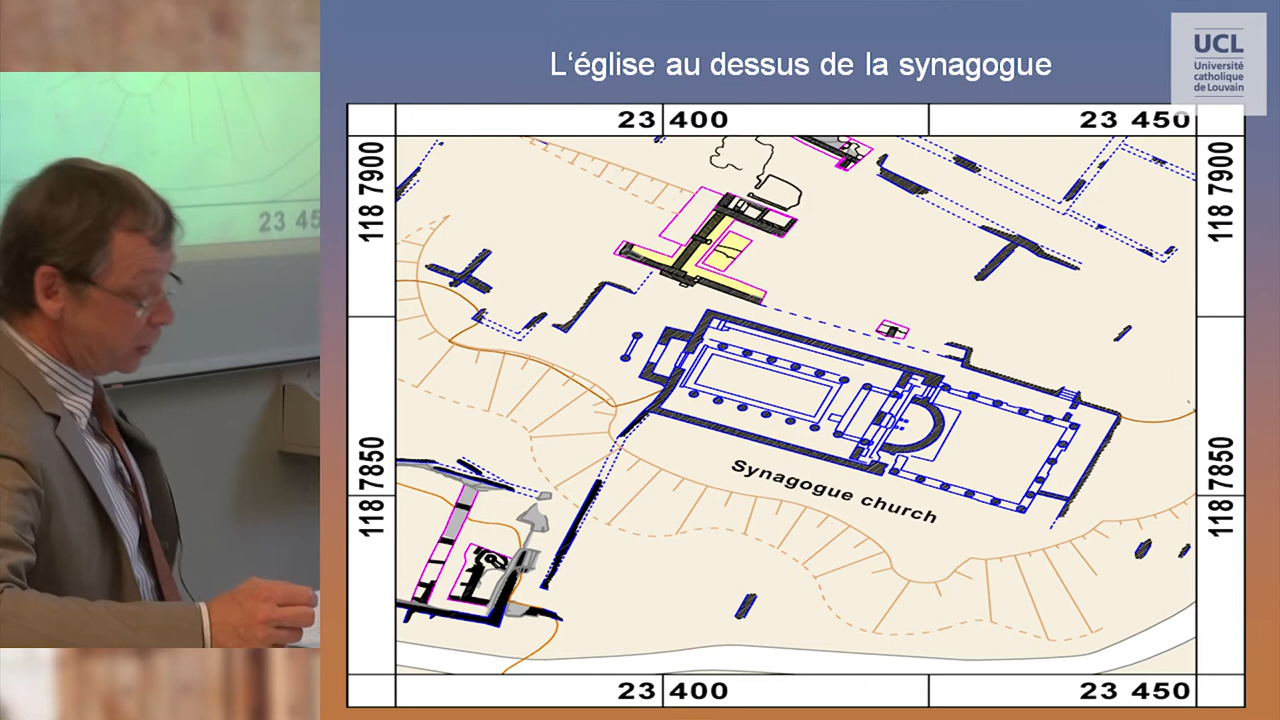 L'église au dessus de la synagogue
UCL
Université
catholique
de Louvain
23 400
23 450
118 7900
118 7900
23 45
118 7850
118 7850
Synagogue church
23 400
23 450